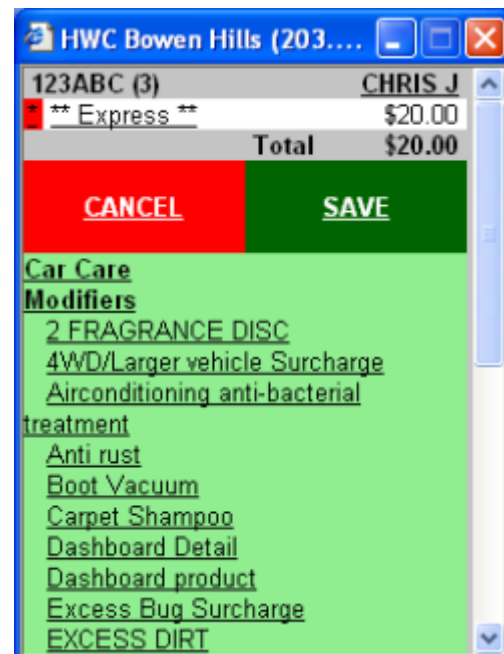 HWC Bowen Hills (203....
123ABC (3) CHRIS J
* ** Express ** $20.00
Total $20.00
CANCEL SAVE
Car Care
Modifiers
2 FRAGRANCE DISC
4WD/Larger vehicle Surcharge
Airconditioning anti-bacterial
treatment
Anti rust
Boot Vacuum
Carpet Shampoo
Dashboard Detail
Dashboard product
Excess Bug Surcharge
EXCESS DIRT